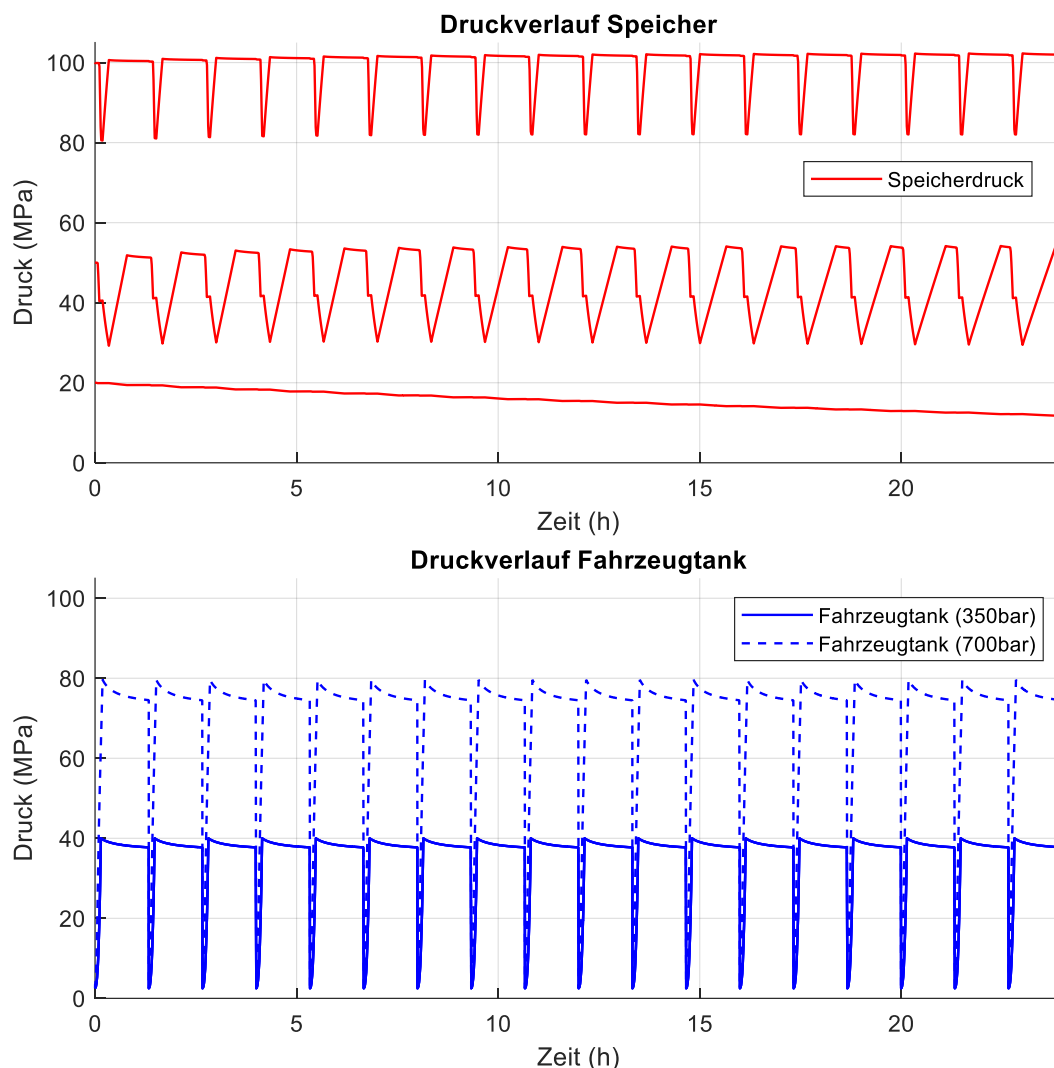 Druckverlauf Speicher
100
80
60
40
20
0
Druck (MPa)
Speicherdruck
0 5 10 15 20
Zeit (h)
Druckverlauf Fahrzeugtank
100
80
60
40
20
0
Druck (MPa)
Fahrzeugtank (350bar)
Fahrzeugtank (700bar)
0 5 10 15 20
Zeit (h)